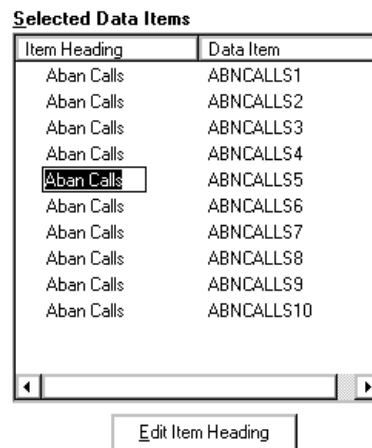 Selected Data Items
Item Heading Data Item
Aban Calls ABNCALLS1
Aban Calls ABNCALLS2
Aban Calls ABNCALLS3
Aban Calls ABNCALLS4
Aban Calls ABNCALLS5
Aban Calls ABNCALLS6
Aban Calls ABNCALLS7
Aban Calls ABNCALLS8
Aban Calls ABNCALLS9
Aban Calls ABNCALLS10
Edit Item Heading